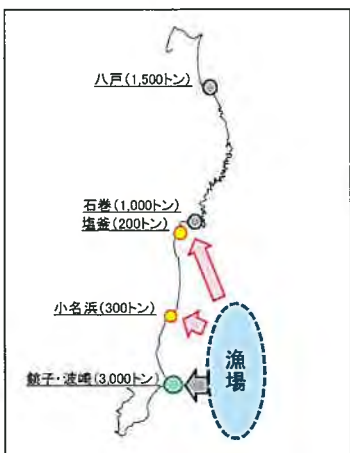 八戸(1,500トン)
石巻(1,000トン)
塩釜(200トン)
小名浜(300トン)
銚子・波崎(3,000トン)
漁場